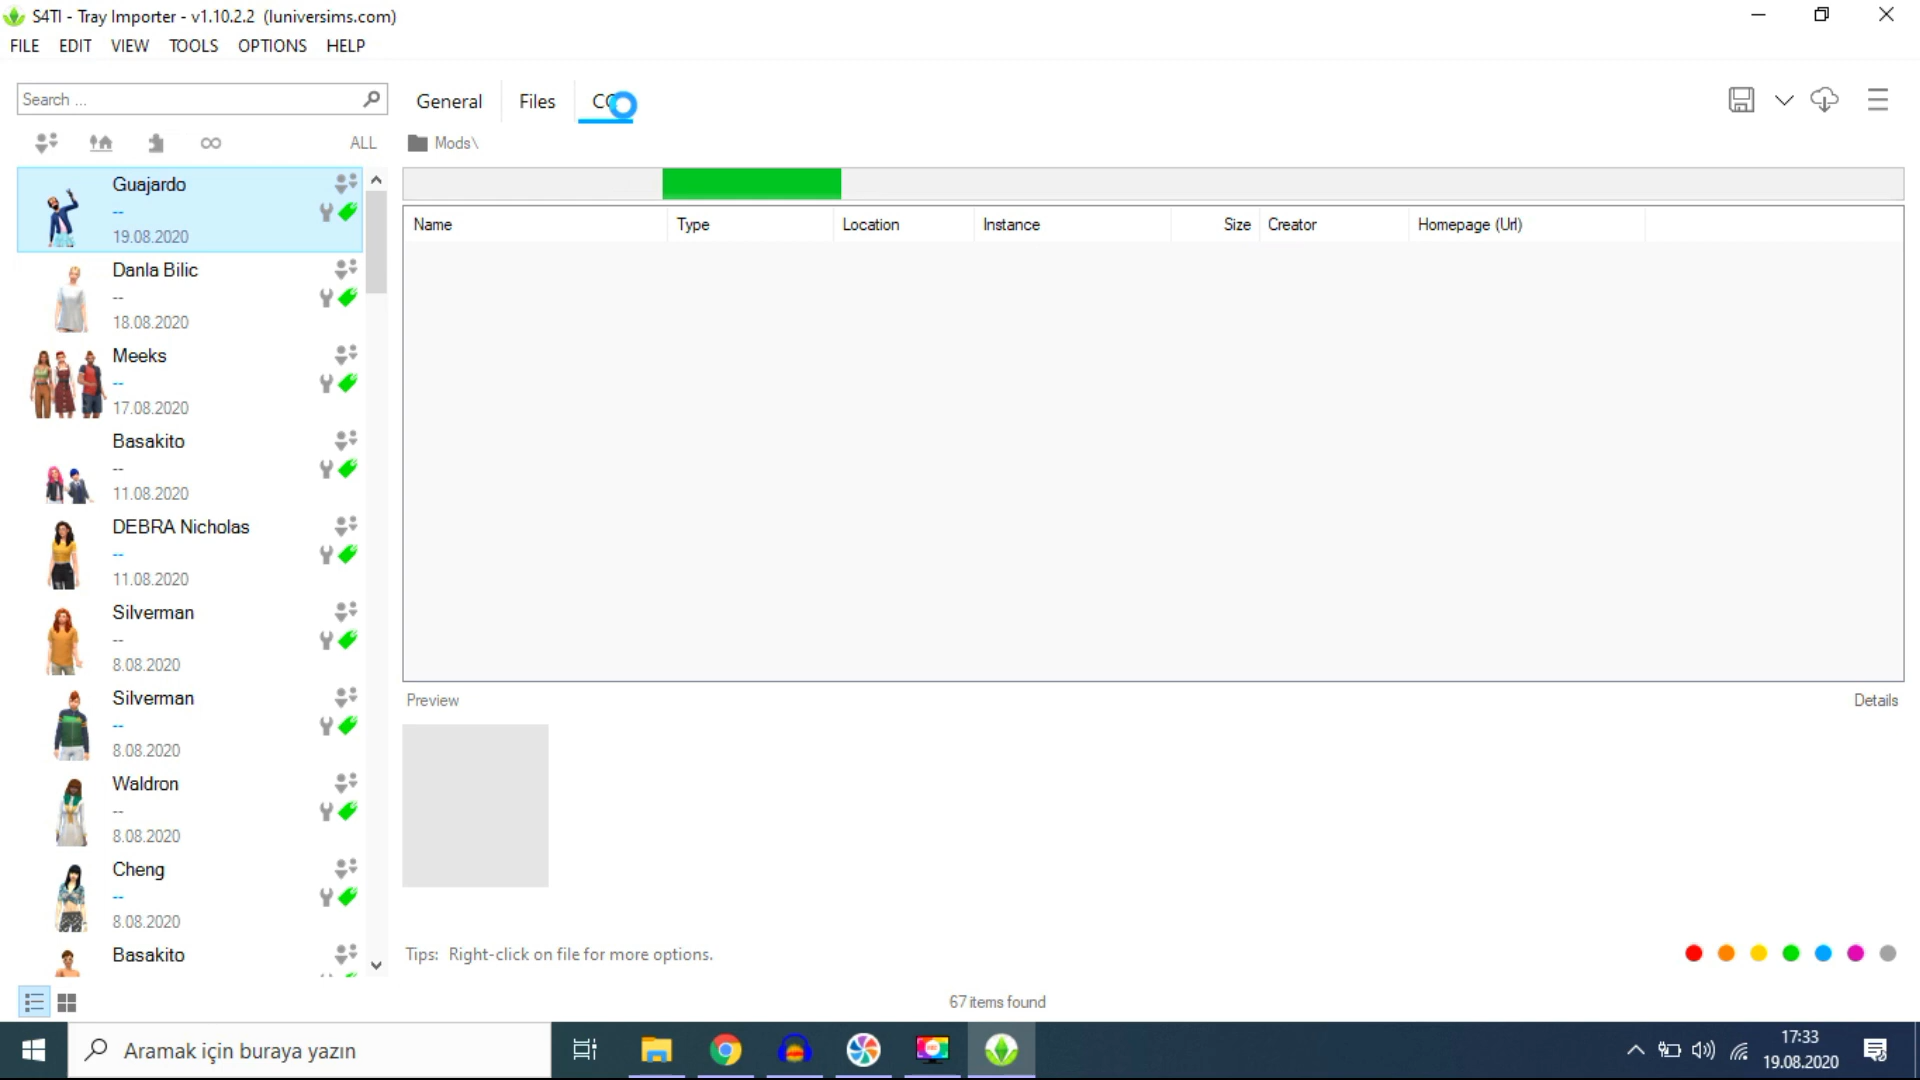 S4TI - Tray Importer - v1.10.2.2 (luniversims.com)
FILE EDIT VIEW TOOLS OPTIONS HELP
Search ...
General Files
ALL
Mods\
Guajardo
--
19.08.2020
Danla Bilic
--
18.08.2020
Meeks
--
17.08.2020
Basakito
--
11.08.2020
DEBRA Nicholas
--
11.08.2020
Silverman
--
8.08.2020
Silverman
--
8.08.2020
Waldron
--
8.08.2020
Cheng
--
8.08.2020
Basakito
Name Type Location Instance Size Creator Homepage (Url)
Preview Details
Tips: Right-click on file for more options.
67 items found
Aramak için buraya yazın
17:33
19.08.2020